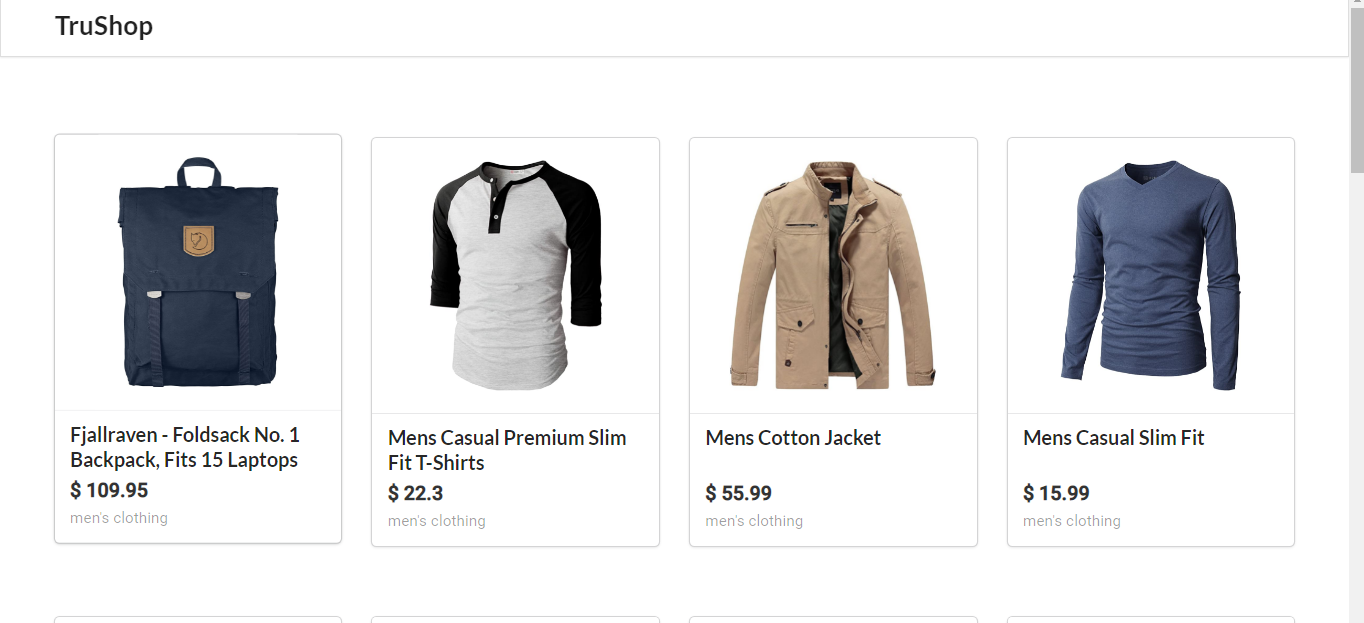 TruShop
Fjallraven - Foldsack No. 1
Backpack, Fits 15 Laptops
$ 109.95
men's clothing
Mens Casual Premium Slim
Fit T-Shirts
$ 22.3
men's clothing
Mens Cotton Jacket
$ 55.99
men's clothing
Mens Casual Slim Fit
$ 15.99
men's clothing